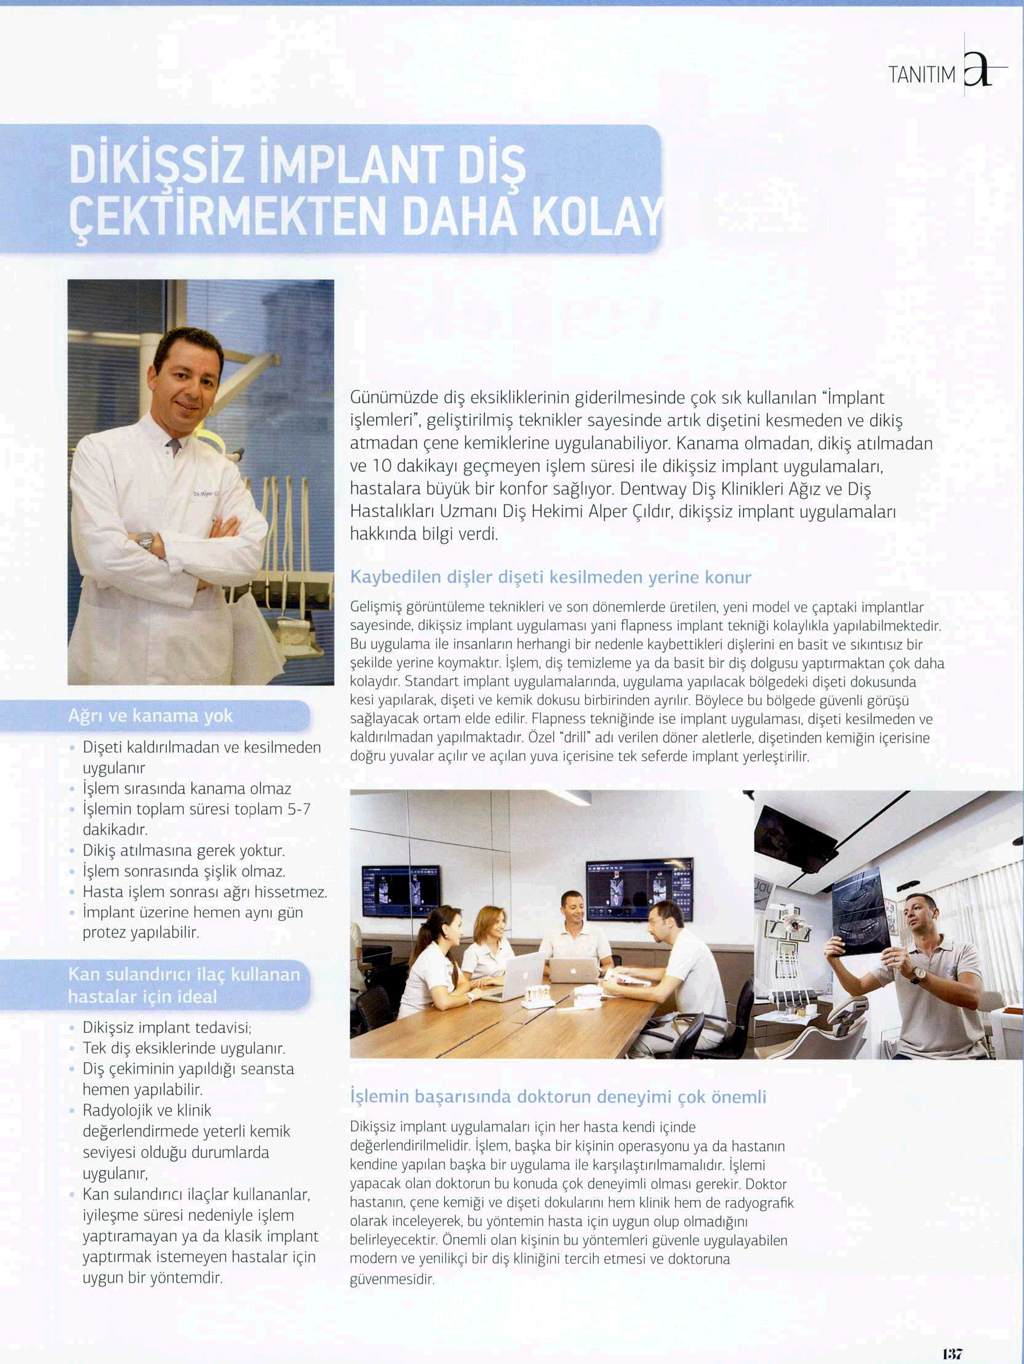 TANITIM a
DİKİŞSİZ İMPLANT DİŞ
ÇEKTİRMEKTEN DAHA KOLAY
Günümüzde diş eksikliklerinin giderilmesinde çok sık kullanılan "İmplant
işlemleri", geliştirilmiş teknikler sayesinde artık dişetini kesmeden ve dikiş
atmadan çene kemiklerine uygulanabiliyor. Kanama olmadan, dikiş atılmadan
ve 10 dakikayı geçmeyen işlem süresi ile dikişsiz implant uygulamaları,
hastalara büyük bir konfor sağlıyor. Dentway Diş Klinikleri Ağız ve Diş
Hastalıkları Uzmanı Diş Hekimi Alper Çıldır, dikişsiz implant uygulamaları
hakkında bilgi verdi.
Kaybedilen dişler dişeti kesilmeden yerine konur
Gelişmiş görüntüleme teknikleri ve son dönemlerde üretilen, yeni model ve çaptaki implantlar
sayesinde, dikişsiz implant uygulaması yani flapness implant tekniği kolaylıkla yapılabilmektedir.
Bu uygulama ile insanların herhangi bir nedenle kaybettikleri dişlerini en basit ve sıkıntısız bir
şekilde yerine koymaktır. İşlem, diş temizleme ya da basit bir diş dolgusu yaptırmaktan çok daha
kolaydır. Standart implant uygulamalarında, uygulama yapılacak bölgedeki dişeti dokusunda
kesi yapılarak, dişeti ve kemik dokusu birbirinden ayrılır. Böylece bu bölgede güvenli görüşü
sağlayacak ortam elde edilir. Flapness tekniğinde ise implant uygulaması, dişeti kesilmeden ve
kaldırılmadan yapılmaktadır. Özel "drill" adı verilen döner aletlerle, dişetinden kemiğin içerisine
doğru yuvalar açılır ve açılan yuva içerisine tek seferde implant yerleştirilir.
Ağrı ve kanama yok
• Dişeti kaldırılmadan ve kesilmeden
uygulanır
• İşlem sırasında kanama olmaz
• İşlemin toplam süresi toplam 5-7
dakikadır.
• Dikiş atılmasına gerek yoktur.
• İşlem sonrasında şişlik olmaz.
• Hasta işlem sonrası ağrı hissetmez.
• İmplant üzerine hemen aynı gün
protez yapılabilir.
Kan sulandırıcı ilaç kullanan
hastalar için ideal
• Dikişsiz implant tedavisi;
• Tek diş eksiklerinde uygulanır.
• Diş çekiminin yapıldığı seansta
hemen yapılabilir.
• Radyolojik ve klinik
değerlendirmede yeterli kemik
seviyesi olduğu durumlarda
uygulanır,
• Kan sulandırıcı ilaçlar kullananlar,
iyileşme süresi nedeniyle işlem
yaptıramayan ya da klasik implant
yaptırmak istemeyen hastalar için
uygun bir yöntemdir.
İşlemin başarısında doktorun deneyimi çok önemli
Dikişsiz implant uygulamaları için her hasta kendi içinde
değerlendirilmelidir. İşlem, başka bir kişinin operasyonu ya da hastanın
kendine yapılan başka bir uygulama ile karşılaştırılmamalıdır. İşlemi
yapacak olan doktorun bu konuda çok deneyimli olması gerekir. Doktor
hastanın, çene kemiği ve dişeti dokularını hem klinik hem de radyografik
olarak inceleyerek, bu yöntemin hasta için uygun olup olmadığını
belirleyecektir. Önemli olan kişinin bu yöntemleri güvenle uygulayabilen
modern ve yenilikçi bir diş kliniğini tercih etmesi ve doktoruna
güvenmesidir.
137